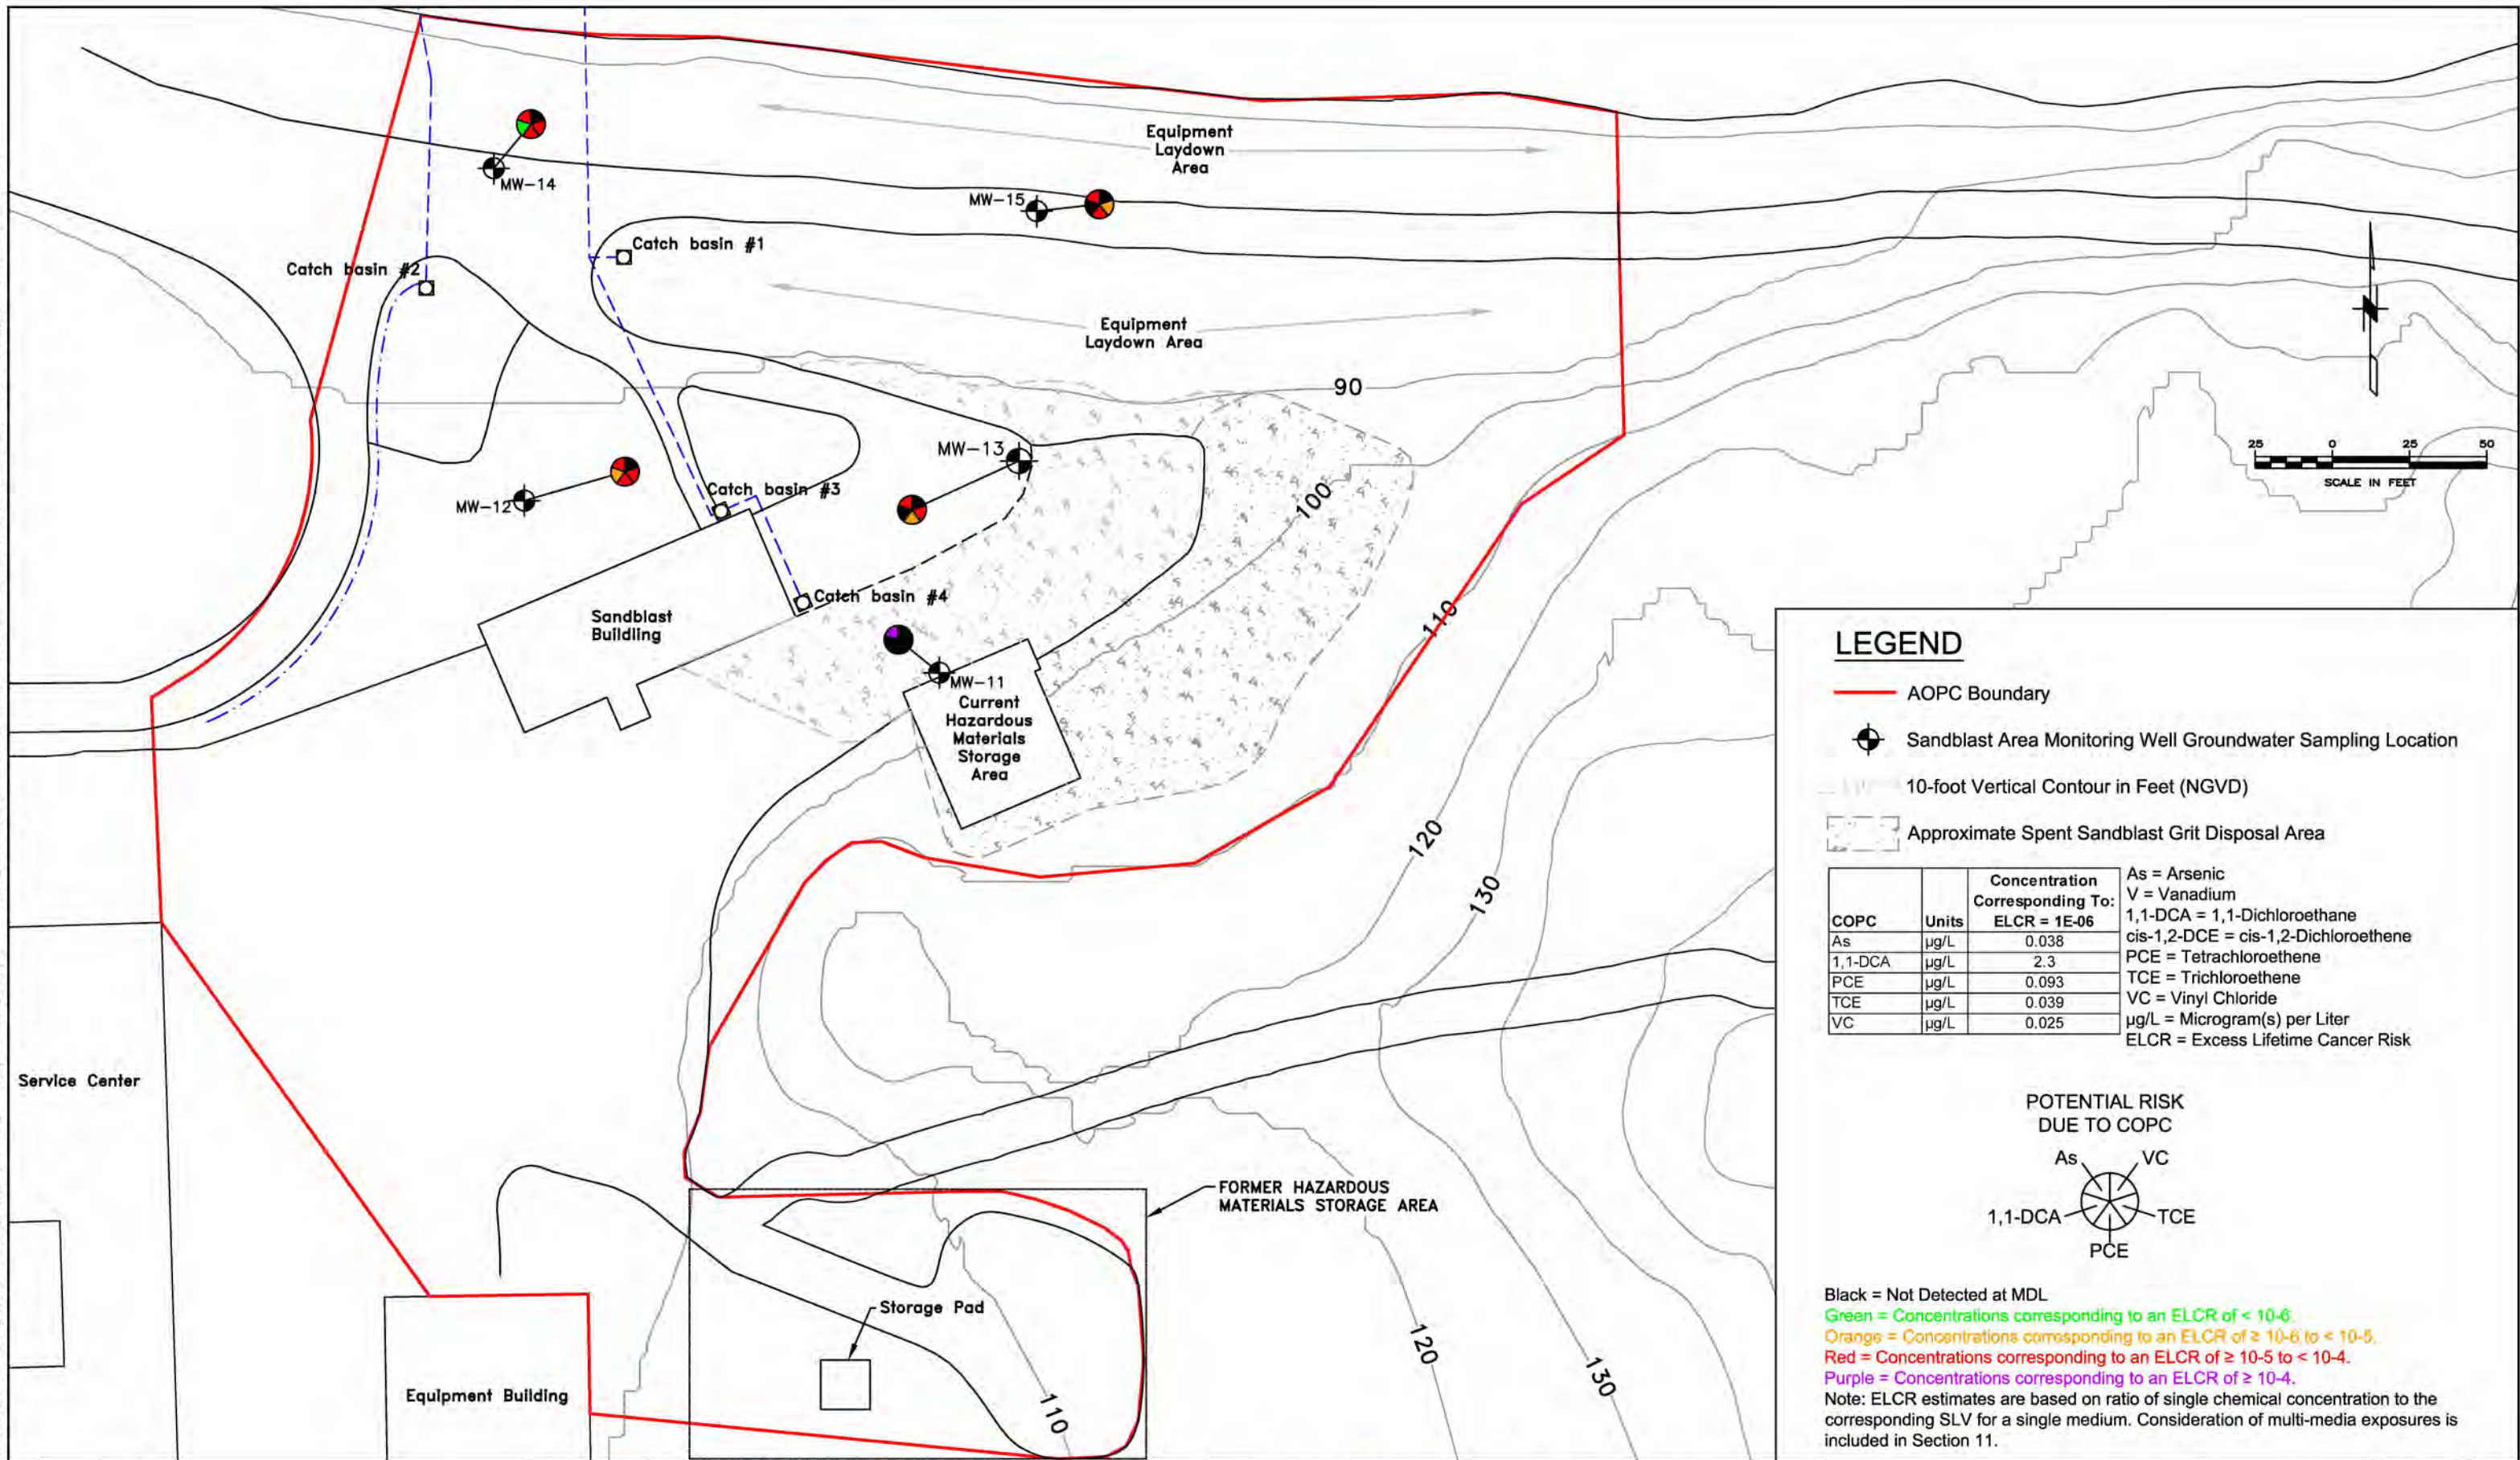 Equipment
Laydown
Area
MW-14
MW-15
Catch basin #1
Catch basin #2
Equipment
Laydown Area
90
25 0 25 50
SCALE IN FEET
MW-13
MW-12
Catch basin #3
100
Catch basin #4
Sandblast
Building
MW-11
Current
Hazardous
Materials
Storage
Area
110
120
130
Service Center
FORMER HAZARDOUS
MATERIALS STORAGE AREA
Storage Pad
Equipment Building
110
120
130
LEGEND
AOPC Boundary
Sandblast Area Monitoring Well Groundwater Sampling Location
10-foot Vertical Contour in Feet (NGVD)
Approximate Spent Sandblast Grit Disposal Area
COPC Units Concentration
Corresponding To:
ELCR = 1E-06
As µg/L 0.038
1,1-DCA µg/L 2.3
PCE µg/L 0.093
TCE µg/L 0.039
VC µg/L 0.025
As = Arsenic
V = Vanadium
1,1-DCA = 1,1-Dichloroethane
cis-1,2-DCE = cis-1,2-Dichloroethene
PCE = Tetrachloroethene
TCE = Trichloroethene
VC = Vinyl Chloride
µg/L = Microgram(s) per Liter
ELCR = Excess Lifetime Cancer Risk
POTENTIAL RISK
DUE TO COPC
As VC
1,1-DCA TCE
PCE
Black = Not Detected at MDL
Green = Concentrations corresponding to an ELCR of < 10-6.
Orange = Concentrations corresponding to an ELCR of ≥ 10-6 to < 10-5.
Red = Concentrations corresponding to an ELCR of ≥ 10-5 to < 10-4.
Purple = Concentrations corresponding to an ELCR of ≥ 10-4.
Note: ELCR estimates are based on ratio of single chemical concentration to the
corresponding SLV for a single medium. Consideration of multi-media exposures is
included in Section 11.